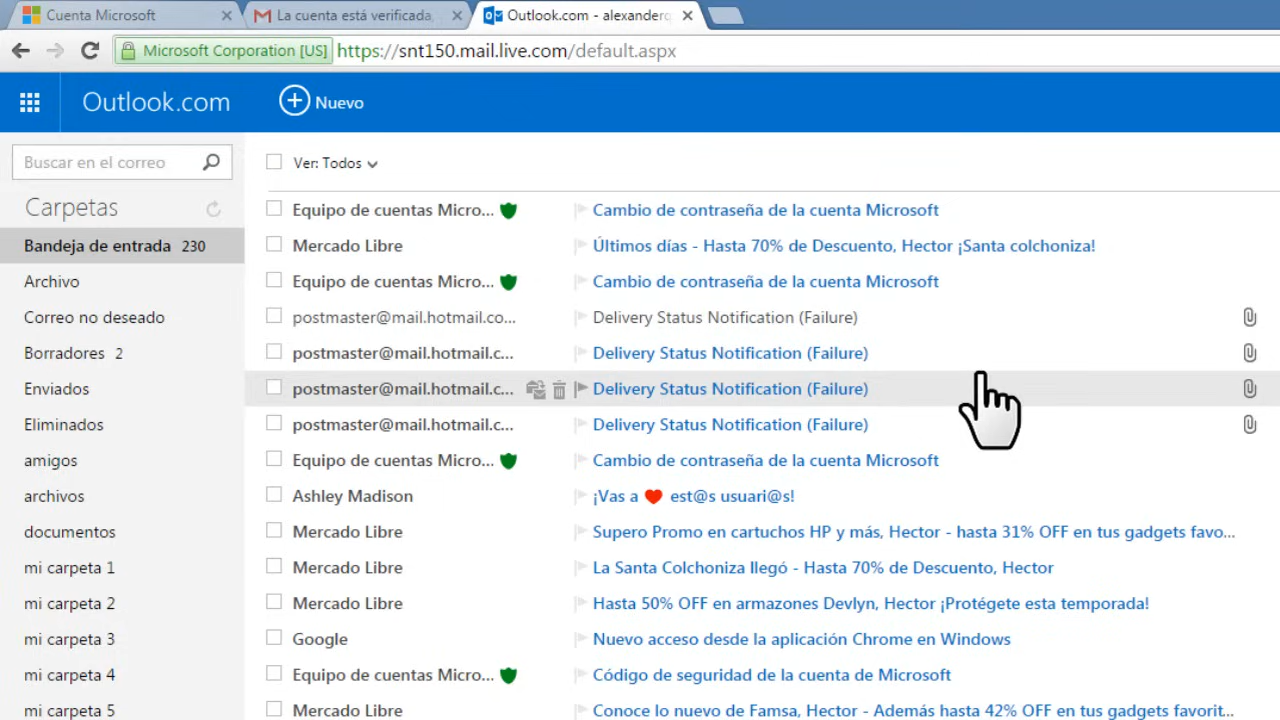 Cuenta Microsoft
La cuenta está verificada,
Outlook.com - alexanderq
Microsoft Corporation [US] https://snt150.mail.live.com/default.aspx
Outlook.com
Nuevo
Buscar en el correo
Ver: Todos
Carpetas
Bandeja de entrada 230
Archivo
Correo no deseado
Borradores 2
Enviados
Eliminados
amigos
archivos
documentos
mi carpeta 1
mi carpeta 2
mi carpeta 3
mi carpeta 4
mi carpeta 5
Equipo de cuentas Micro... Cambio de contraseña de la cuenta Microsoft
Mercado Libre Últimos días - Hasta 70% de Descuento, Hector ¡Santa colchoniza!
Equipo de cuentas Micro... Cambio de contraseña de la cuenta Microsoft
postmaster@mail.hotmail.co... Delivery Status Notification (Failure)
postmaster@mail.hotmail.c... Delivery Status Notification (Failure)
postmaster@mail.hotmail.c... Delivery Status Notification (Failure)
postmaster@mail.hotmail.c... Delivery Status Notification (Failure)
Equipo de cuentas Micro... Cambio de contraseña de la cuenta Microsoft
Ashley Madison ¡Vas a ❤ est@s usuari@s!
Mercado Libre Supero Promo en cartuchos HP y más, Hector - hasta 31% OFF en tus gadgets favo...
Mercado Libre La Santa Colchoniza llegó - Hasta 70% de Descuento, Hector
Mercado Libre Hasta 50% OFF en armazones Devlyn, Hector ¡Protégete esta temporada!
Google Nuevo acceso desde la aplicación Chrome en Windows
Equipo de cuentas Micro... Código de seguridad de la cuenta de Microsoft
Mercado Libre Conoce lo nuevo de Famsa, Hector - Además hasta 42% OFF en tus gadgets favorit...